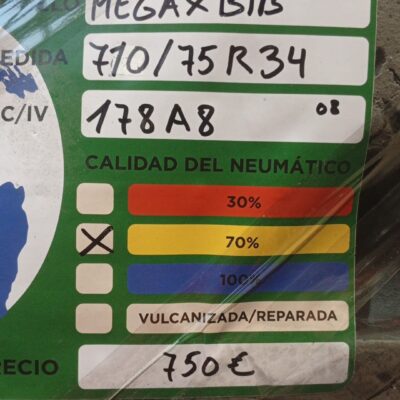 MEGAXBIB
EDIDA 710/75R34
C/IV 178A8 08
CALIDAD DEL NEUMÁTICO
30%
70%
100%
VULCANIZADA/REPARADA
RECIO 750€